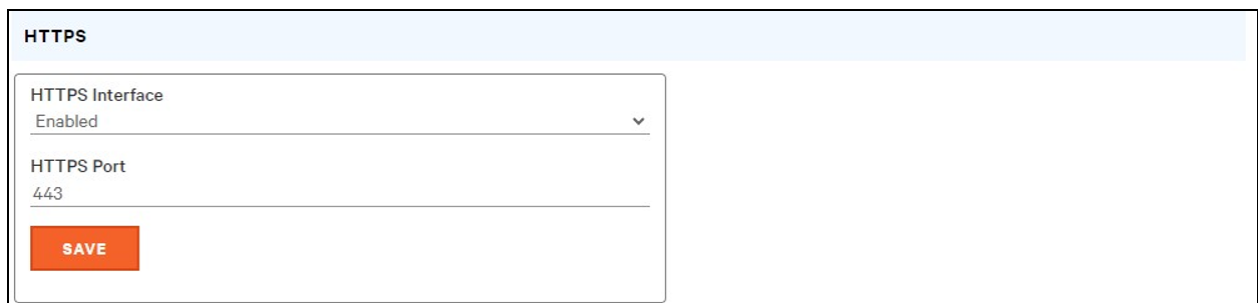 HTTPS
HTTPS Interface
Enabled
HTTPS Port
443
SAVE